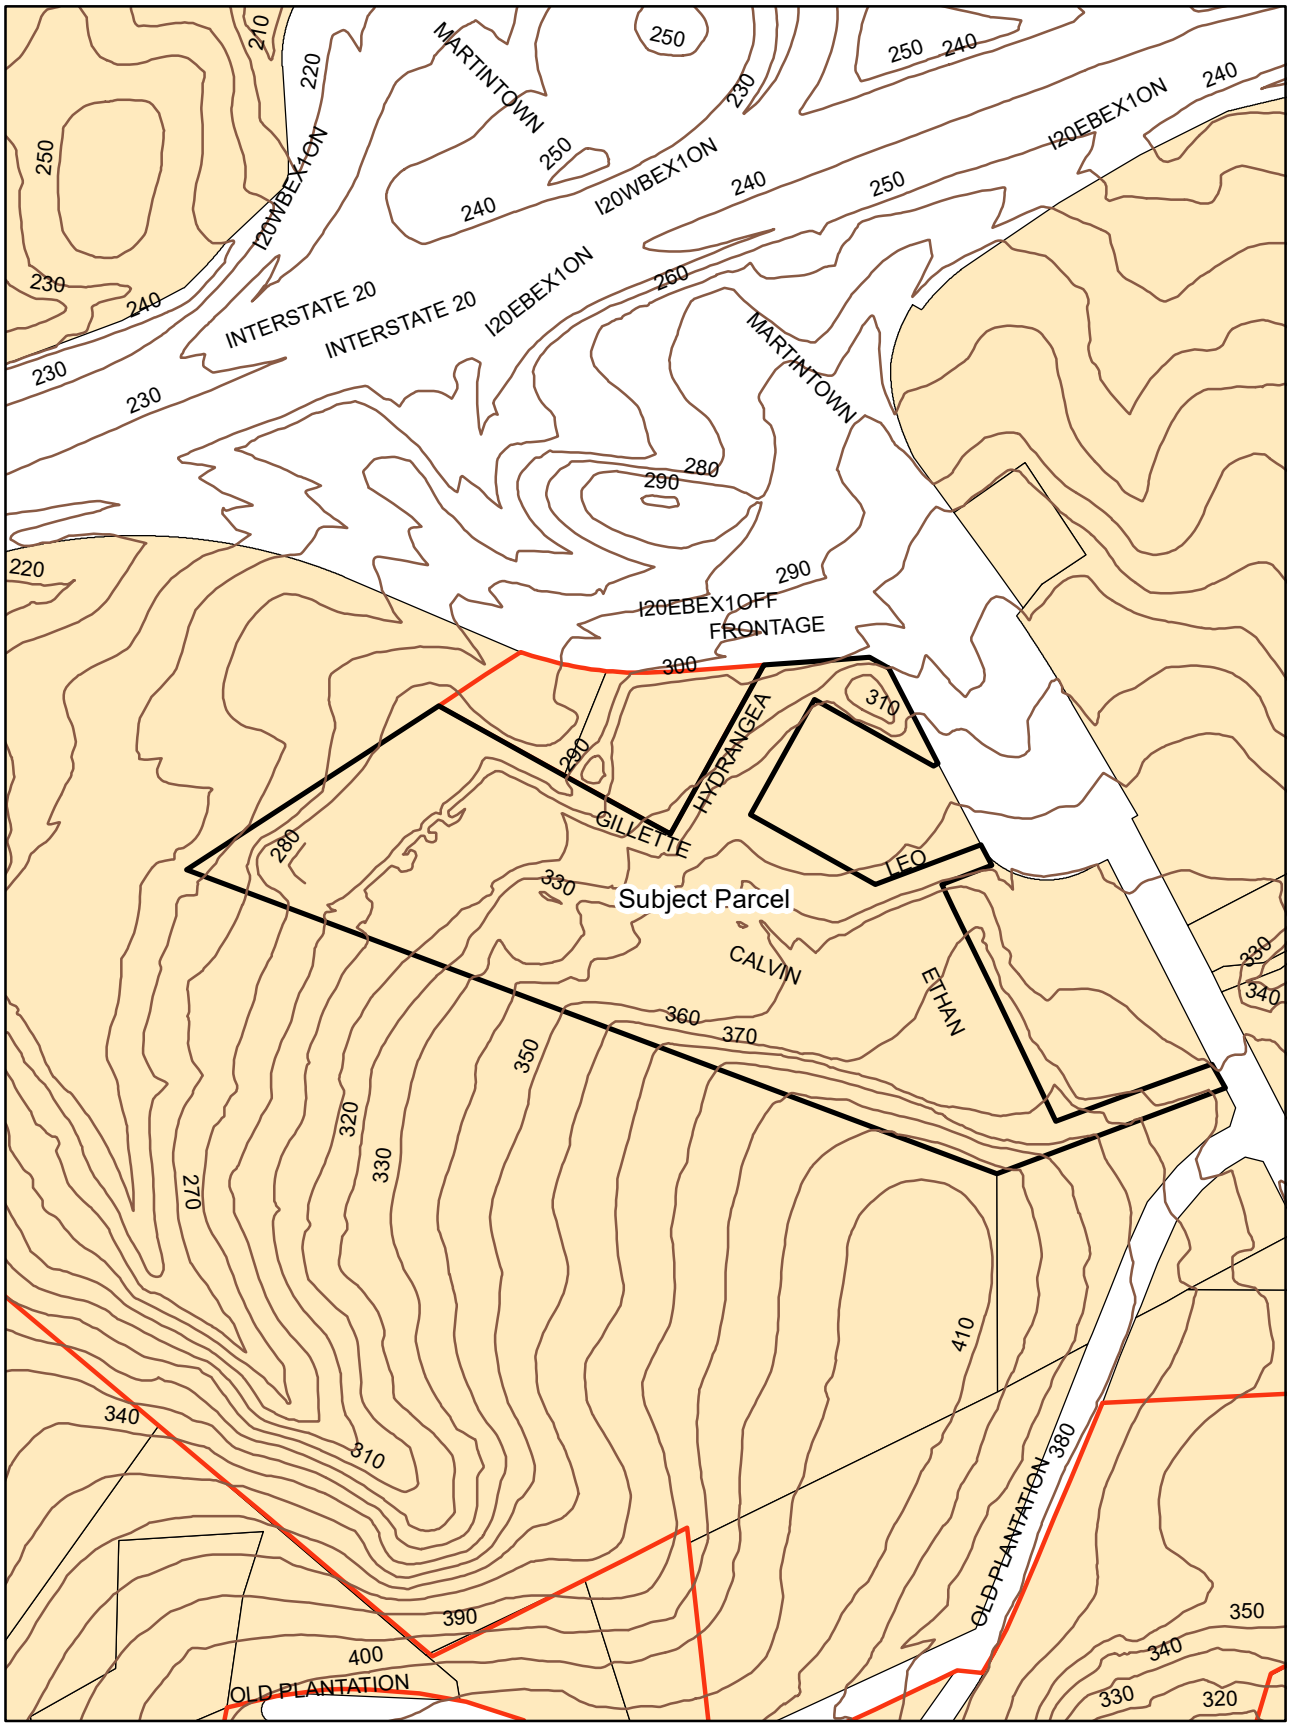 210
220
MARTINTOWN
250
250
240
230
240
I20EBEX1ON
250
I20WBEX1ON
250
I20WBEX1ON
240
250
240
230
240
260
I20EBEX1ON
INTERSTATE 20
INTERSTATE 20
MARTINTOWN
230
230
280
290
220
290
I20EBEX1OFF
FRONTAGE
300
310
HYDRANGEA
290
GILLETTE
280
LEO
330
Subject Parcel
CALVIN
ETHAN
330
340
360
370
350
320
330
270
410
340
310
380
OLD PLANTATION
390
400
OLD PLANTATION
350
340
330
320